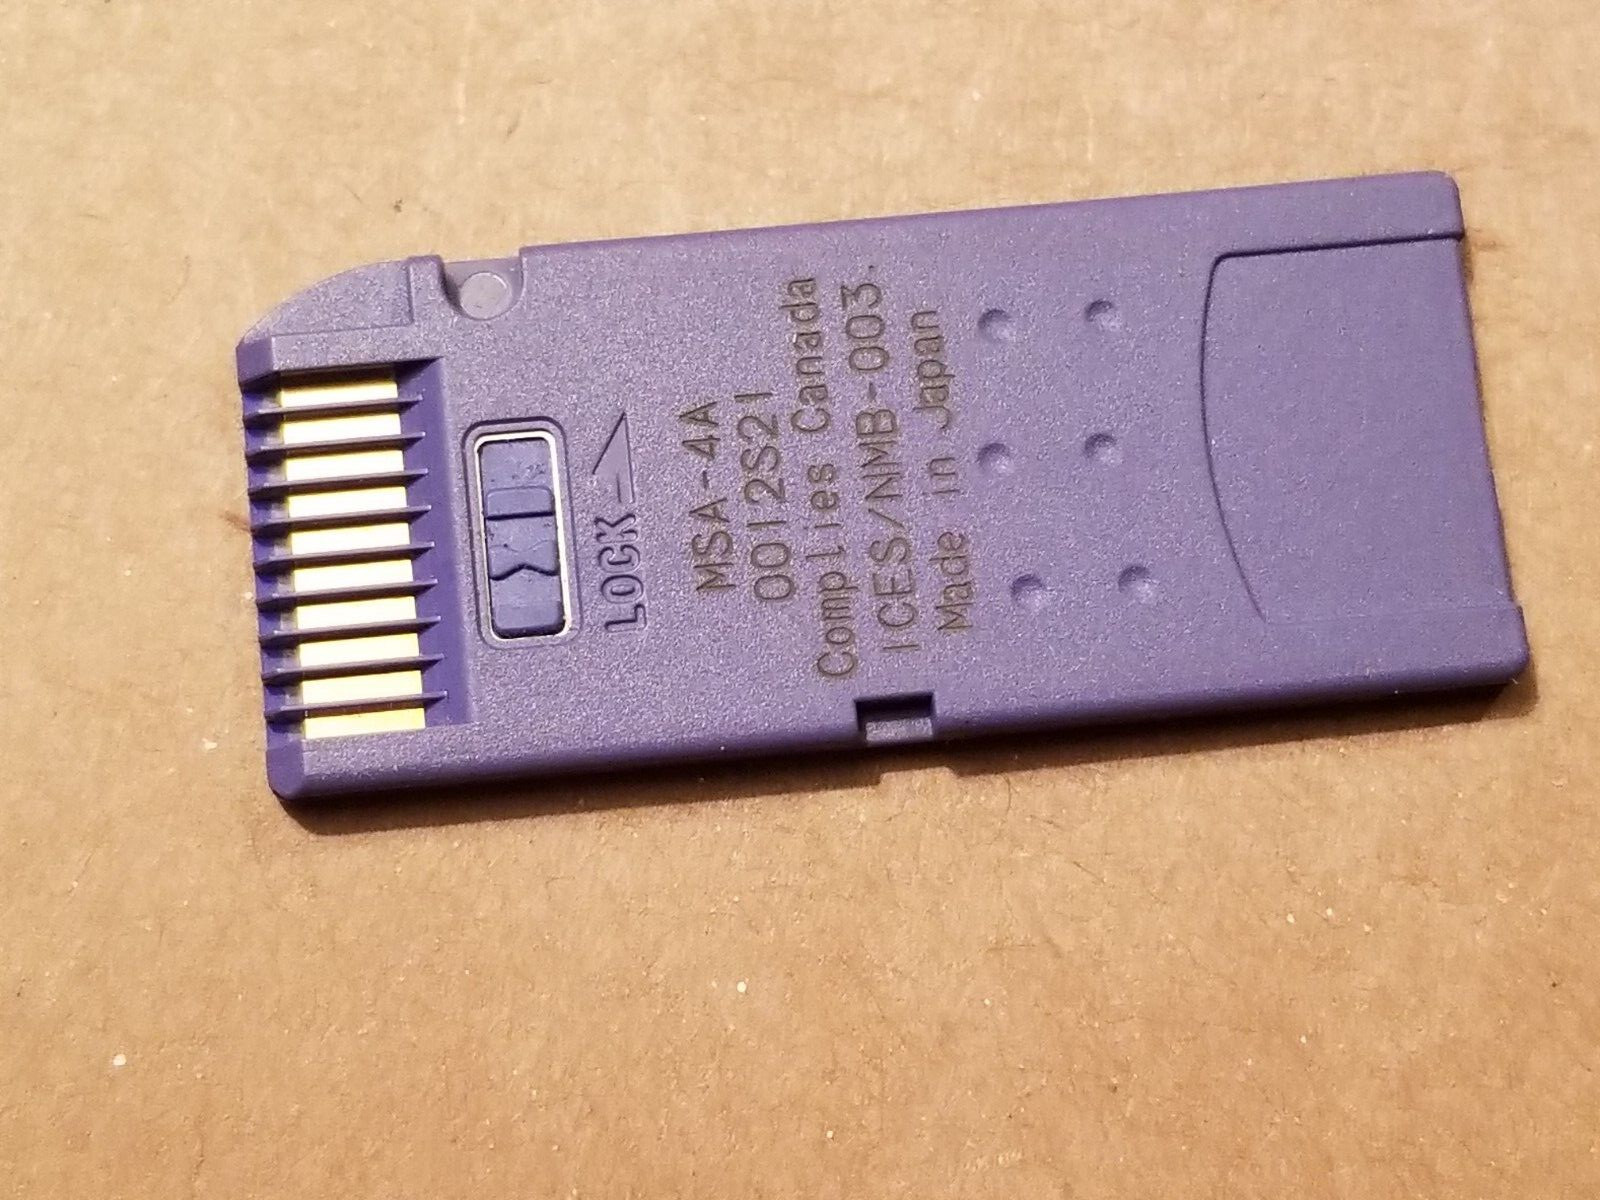 LOCK
MSA-4A
0012S21
Complies Canada
ICES/NMB-003.
Made in Japan